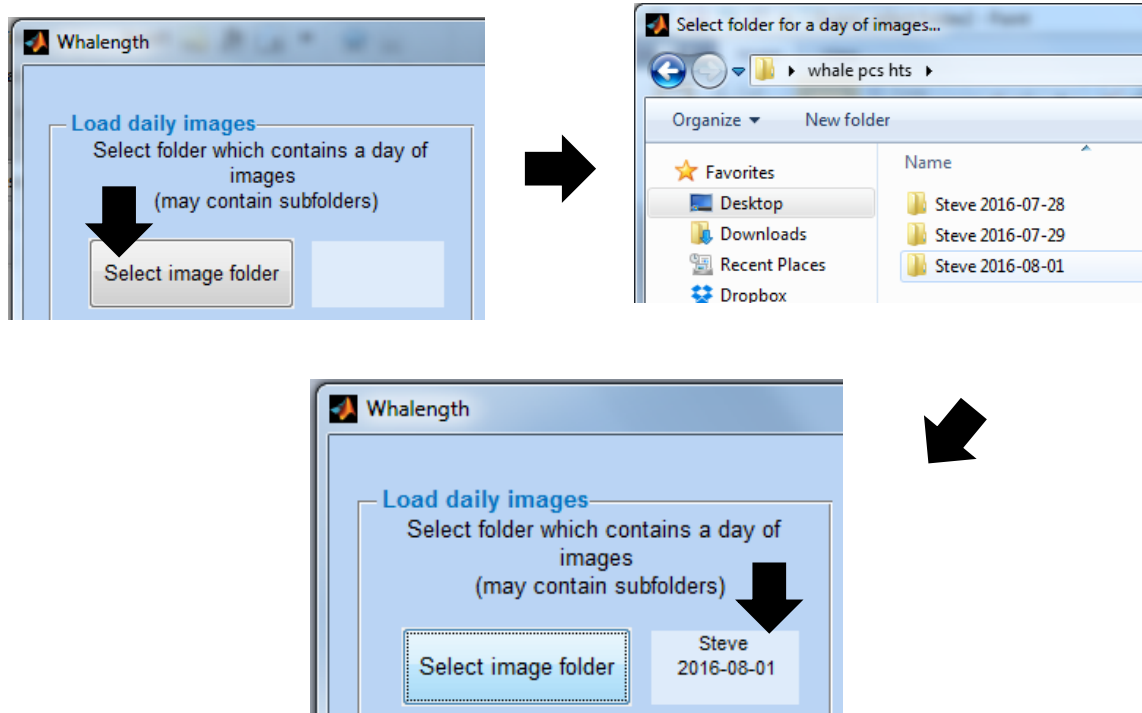 Whalength
Load daily images
Select folder which contains a day of
images
(may contain subfolders)
Select image folder
Select folder for a day of images...
whale pcs hts
Organize
New folder
Favorites
Desktop
Downloads
Recent Places
Dropbox
Name
Steve 2016-07-28
Steve 2016-07-29
Steve 2016-08-01
Whalength
Load daily images
Select folder which contains a day of
images
(may contain subfolders)
Select image folder
Steve
2016-08-01